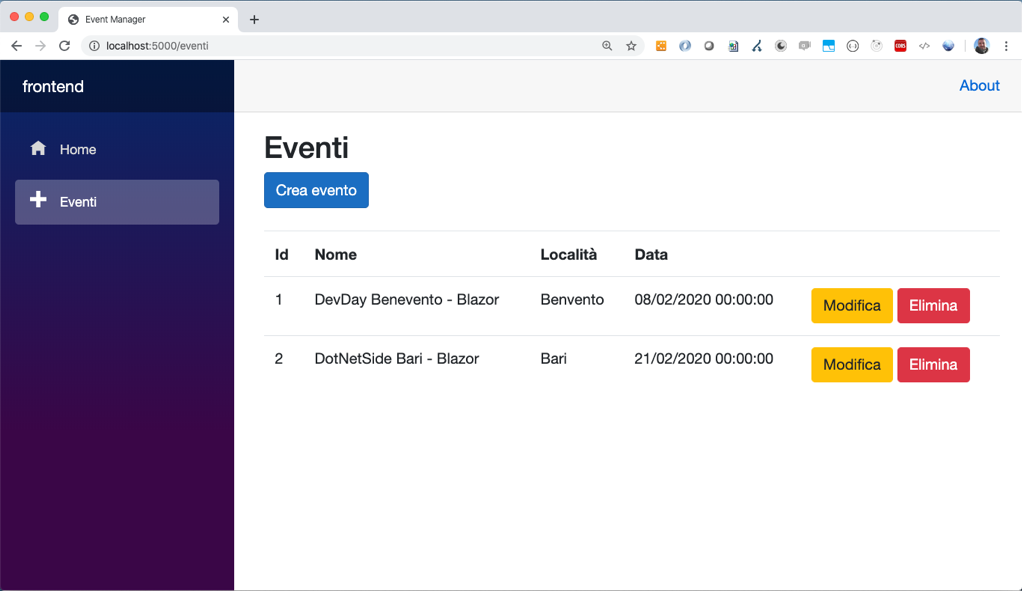 Event Manager
localhost:5000/eventi
frontend
About
Home
Eventi
Eventi
Crea evento
Id Nome Località Data
1 DevDay Benevento - Blazor Benvento 08/02/2020 00:00:00 Modifica Elimina
2 DotNetSide Bari - Blazor Bari 21/02/2020 00:00:00 Modifica Elimina